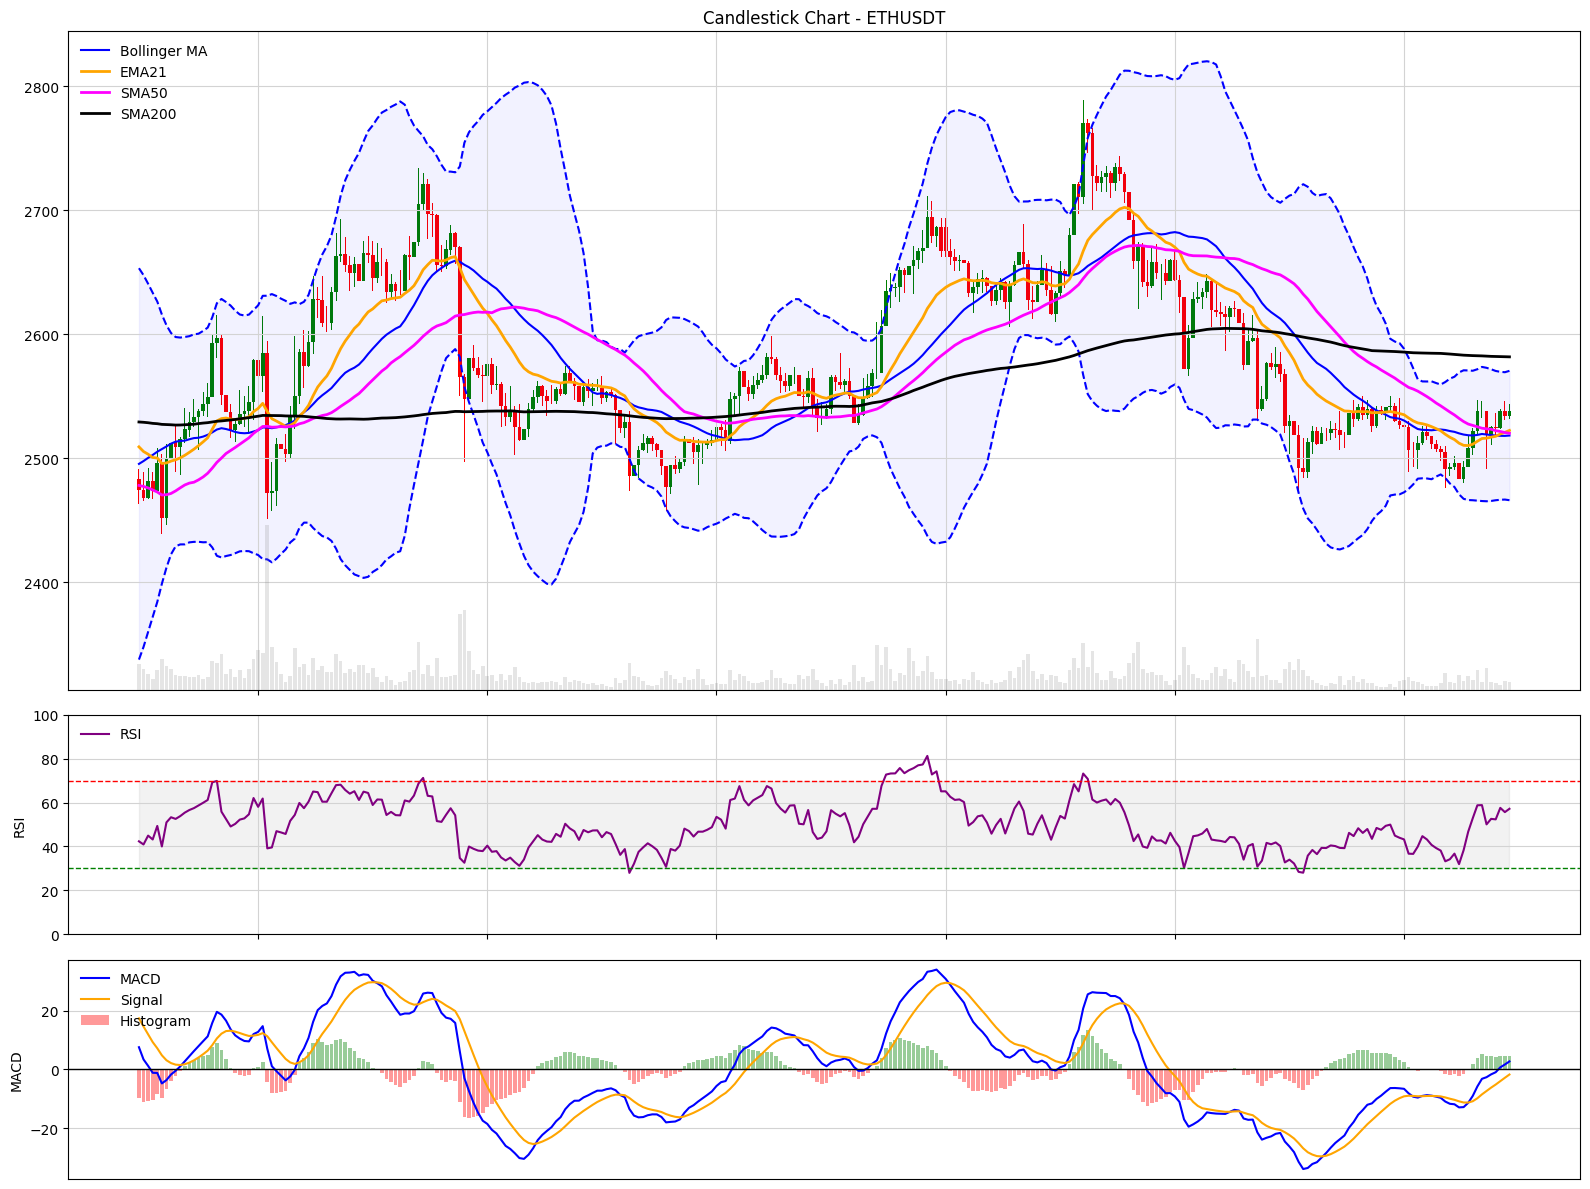 Candlestick Chart - ETHUSDT
Bollinger MA
EMA21
SMA50
SMA200
2800
2700
2600
2500
2400
RSI
100
80
60
40
20
0
RSI
MACD
Signal
Histogram
20
0
−20
MACD